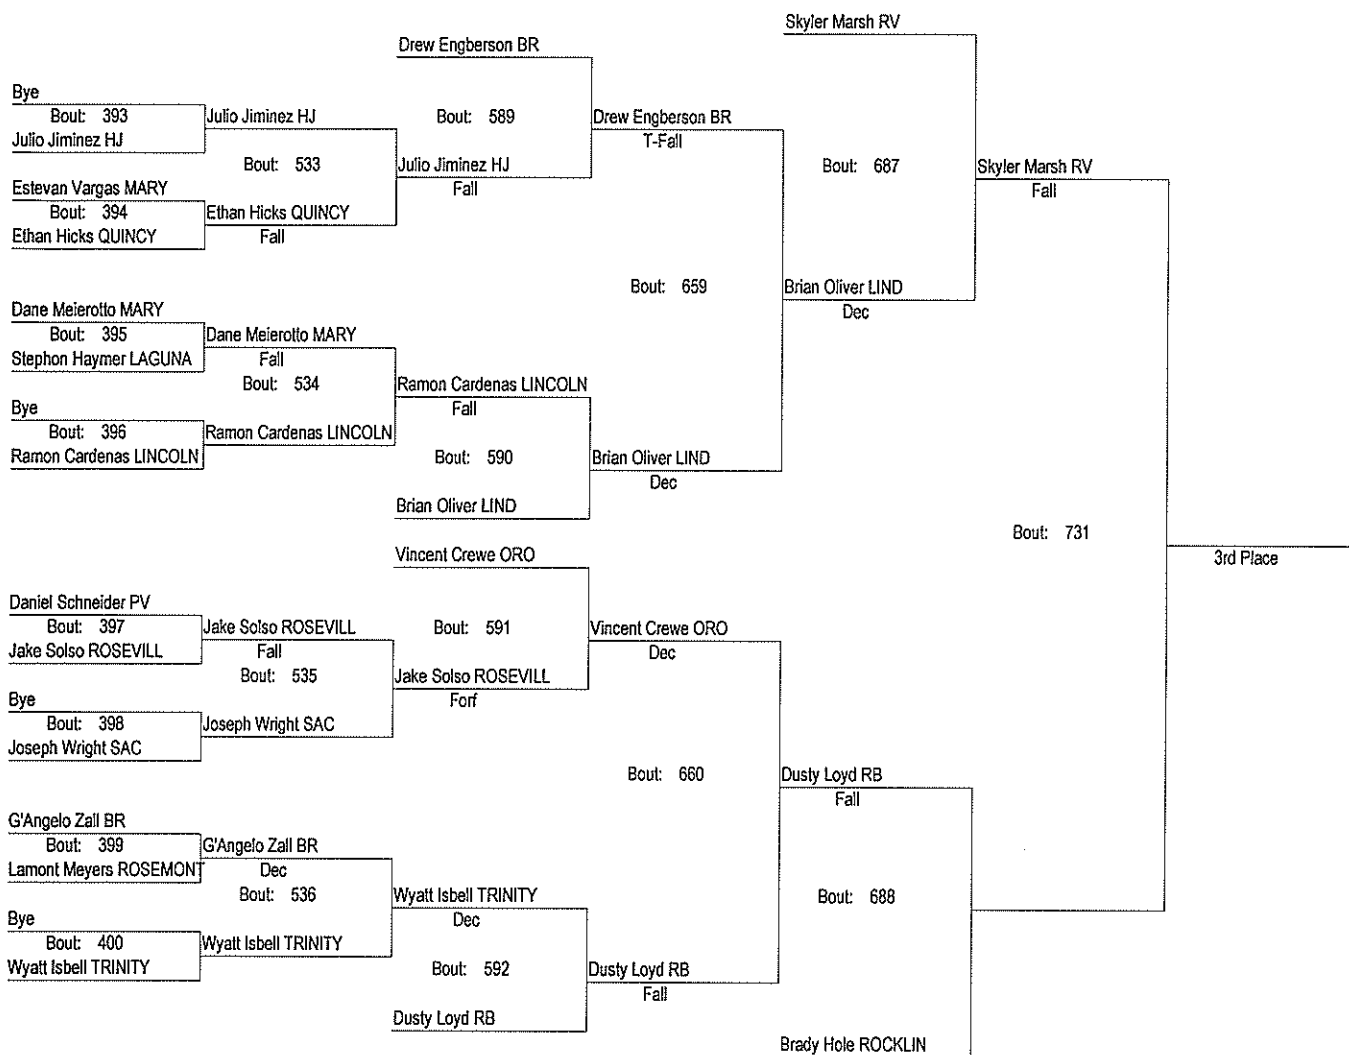 Skyler Marsh RV
Drew Engberson BR
Bye
Bout: 393
Julio Jiminez HJ
Julio Jiminez HJ
Bout: 589
Drew Engberson BR
T-Fall
Bout: 533
Julio Jiminez HJ
Fall
Bout: 687
Skyler Marsh RV
Fall
Estevan Vargas MARY
Bout: 394
Ethan Hicks QUINCY
Ethan Hicks QUINCY
Fall
Bout: 659
Brian Oliver LIND
Dec
Dane Meierotto MARY
Bout: 395
Stephon Haymer LAGUNA
Dane Meierotto MARY
Fall
Bout: 534
Ramon Cardenas LINCOLN
Fall
Bye
Bout: 396
Ramon Cardenas LINCOLN
Ramon Cardenas LINCOLN
Bout: 590
Brian Oliver LIND
Dec
Brian Oliver LIND
Bout: 731
3rd Place
Vincent Crewe ORO
Daniel Schneider PV
Bout: 397
Jake Solso ROSEVILL
Jake Solso ROSEVILL
Fall
Bout: 591
Vincent Crewe ORO
Dec
Bout: 535
Jake Solso ROSEVILL
Forf
Bye
Bout: 398
Joseph Wright SAC
Joseph Wright SAC
Bout: 660
Dusty Loyd RB
Fall
G'Angelo Zall BR
Bout: 399
Lamont Meyers ROSEMONT
G'Angelo Zall BR
Dec
Bout: 536
Wyatt Isbell TRINITY
Dec
Bout: 688
Bye
Bout: 400
Wyatt Isbell TRINITY
Wyatt Isbell TRINITY
Bout: 592
Dusty Loyd RB
Fall
Dusty Loyd RB
Brady Hole ROCKLIN